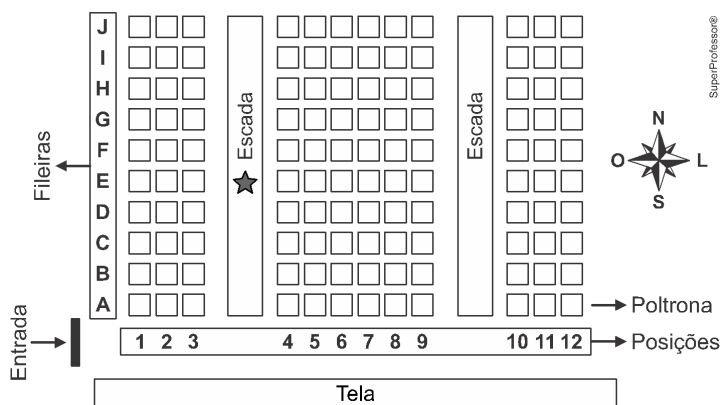 SuperProfessor®
J
I
H
G
F
E
D
C
B
A
Fileiras
Escada
Escada
N
O L
S
Poltrona
Entrada
1 2 3 4 5 6 7 8 9 10 11 12
Posições
Tela